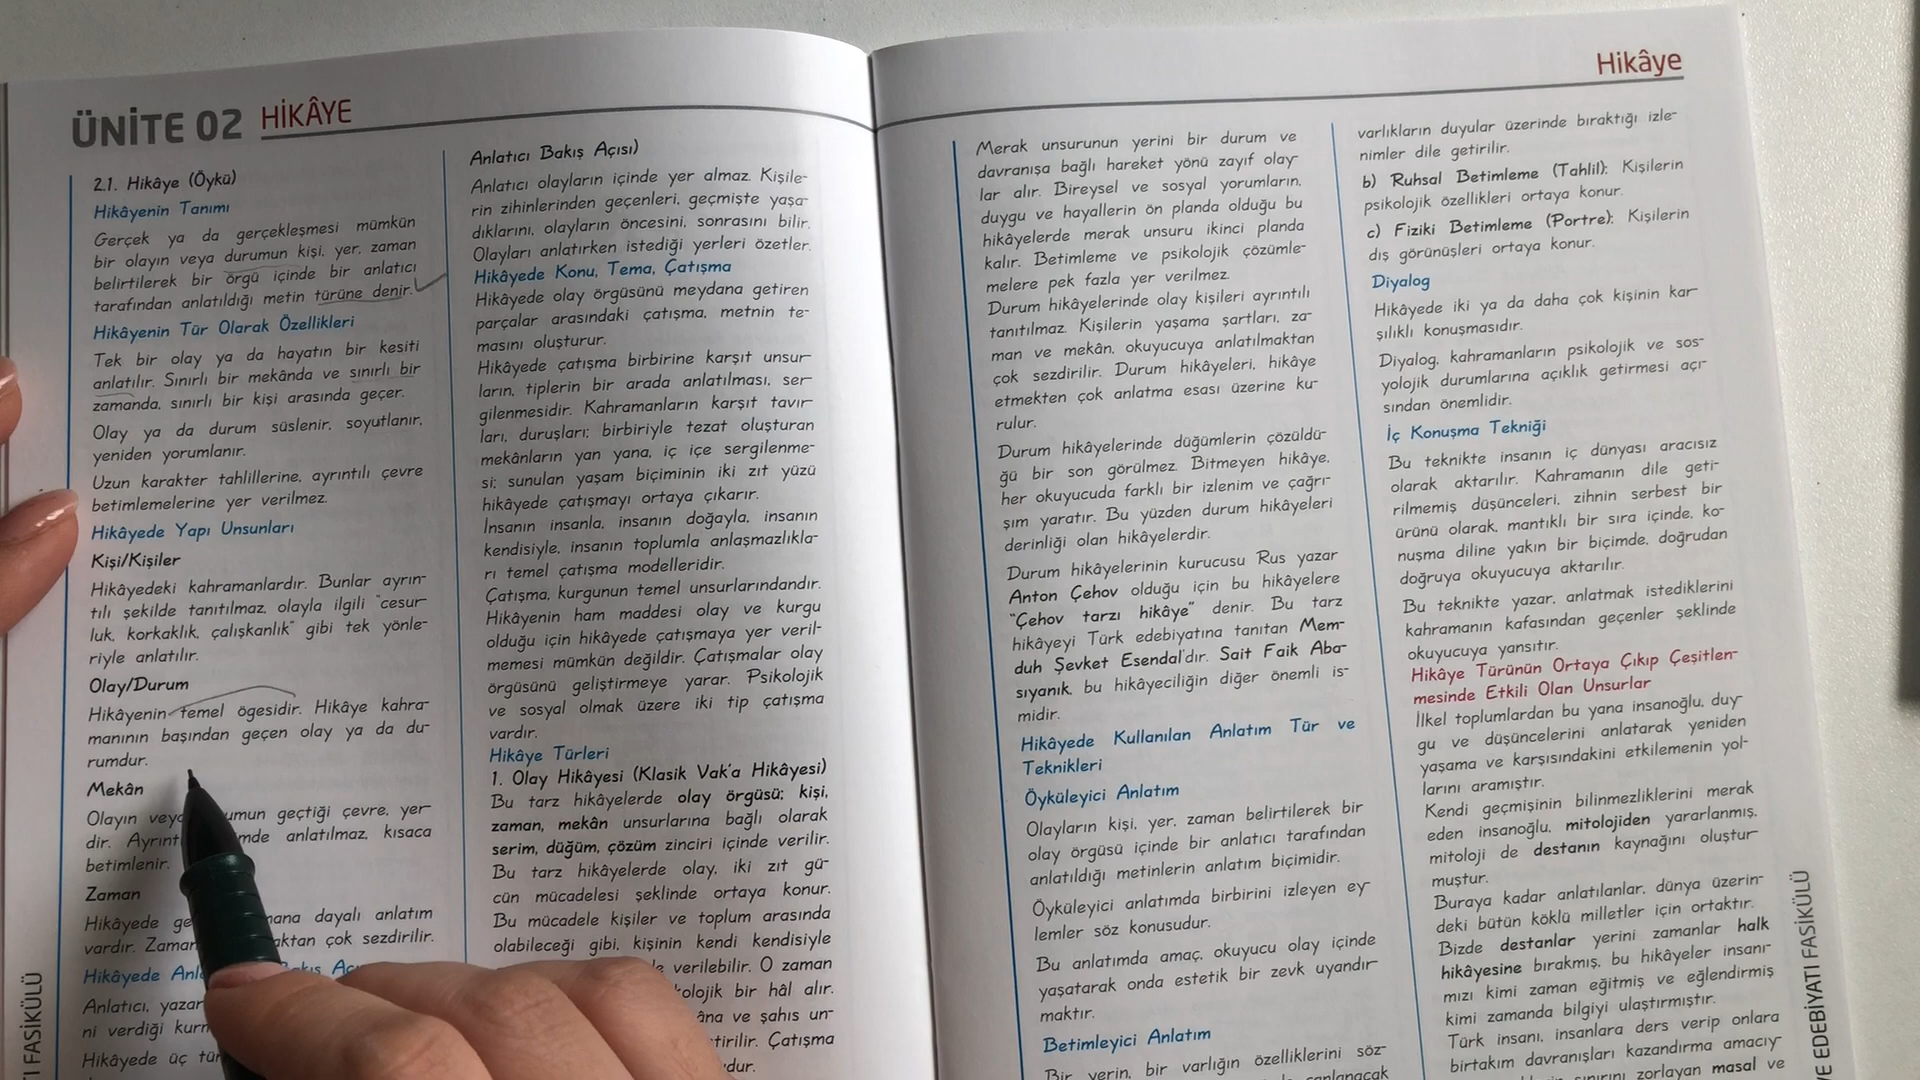 ÜNİTE 02 HİKÂYE
2.1. Hikâye (Öykü)
Hikâyenin Tanımı
Gerçek ya da gerçekleşmesi mümkün
bir olayın veya durumun kişi, yer, zaman
belirtilerek bir örgü içinde bir anlatıcı
tarafından anlatıldığı metin türüne denir.
Hikâyenin Tür Olarak Özellikleri
Tek bir olay ya da hayatın bir kesiti
anlatılır. Sınırlı bir mekânda ve sınırlı bir
zamanda, sınırlı bir kişi arasında geçer.
Olay ya da durum süslenir, soyutlanır,
yeniden yorumlanır.
Uzun karakter tahlillerine, ayrıntılı çevre
betimlemelerine yer verilmez.
Hikâyede Yapı Unsunları
Kişi/Kişiler
Hikâyedeki kahramanlardır. Bunlar ayrın-
tılı şekilde tanıtılmaz, olayla ilgili "cesur-
luk, korkaklık, çalışkanlık" gibi tek yönle-
riyle anlatılır.
Olay/Durum
Hikâyenin temel ögesidir. Hikâye kahra-
manının başından geçen olay ya da du-
rumdur.
Mekân
Olayın veya umun geçtiği çevre, yer-
dir. Ayrınt mde anlatılmaz, kısaca
betimlenir.
Zaman
Hikâyede ge mana dayalı anlatım
vardır. Zaman aktan çok sezdirilir.
Hikâyede Anl Bakış Aç
Anlatıcı, yazar
ni verdiği kurm
Hikâyede üç tür
Anlatıcı Bakış Açısı)
Anlatıcı olayların içinde yer almaz. Kişile-
rin zihinlerinden geçenleri, geçmişte yaşa-
dıklarını, olayların öncesini, sonrasını bilir.
Olayları anlatırken istediği yerleri özetler.
Hikâyede Konu, Tema, Çatışma
Hikâyede olay örgüsünü meydana getiren
parçalar arasındaki çatışma, metnin te-
masını oluşturur.
Hikâyede çatışma birbirine karşıt unsur-
ların, tiplerin bir arada anlatılması, ser-
gilenmesidir. Kahramanların karşıt tavır-
ları, duruşları; birbiriyle tezat oluşturan
mekânların yan yana, iç içe sergilenme-
si; sunulan yaşam biçiminin iki zıt yüzü
hikâyede çatışmayı ortaya çıkarır.
İnsanın insanla, insanın doğayla, insanın
kendisiyle, insanın toplumla anlaşmazlıkla-
rı temel çatışma modelleridir.
Çatışma, kurgunun temel unsurlarındandır.
Hikâyenin ham maddesi olay ve kurgu
olduğu için hikâyede çatışmaya yer veril-
memesi mümkün değildir. Çatışmalar olay
örgüsünü geliştirmeye yarar. Psikolojik
ve sosyal olmak üzere iki tip çatışma
vardır.
Hikâye Türleri
1. Olay Hikâyesi (Klasik Vak'a Hikâyesi)
Bu tarz hikâyelerde olay örgüsü; kişi,
zaman, mekân unsurlarına bağlı olarak
serim, düğüm, çözüm zinciri içinde verilir.
Bu tarz hikâyelerde olay, iki zıt gü-
cün mücadelesi şeklinde ortaya konur.
Bu mücadele kişiler ve toplum arasında
olabileceği gibi, kişinin kendi kendisiyle
verilebilir. O zaman
kolojik bir hâl alır.
âna ve şahıs un-
tirilir. Çatışma
dur.
Hikâye
Merak unsurunun yerini bir durum ve
davranışa bağlı hareket yönü zayıf olay-
lar alır. Bireysel ve sosyal yorumların,
duygu ve hayallerin ön planda olduğu bu
hikâyelerde merak unsuru ikinci planda
kalır. Betimleme ve psikolojik çözümle-
melere pek fazla yer verilmez.
Durum hikâyelerinde olay kişileri ayrıntılı
tanıtılmaz. Kişilerin yaşama şartları, za-
man ve mekân, okuyucuya anlatılmaktan
çok sezdirilir. Durum hikâyeleri, hikâye
etmekten çok anlatma esası üzerine ku-
rulur.
Durum hikâyelerinde düğümlerin çözüldü-
ğü bir son görülmez. Bitmeyen hikâye,
her okuyucuda farklı bir izlenim ve çağrı-
şım yaratır. Bu yüzden durum hikâyeleri
derinliği olan hikâyelerdir.
Durum hikâyelerinin kurucusu Rus yazar
Anton Çehov olduğu için bu hikâyelere
"Çehov tarzı hikâye" denir. Bu tarz
hikâyeyi Türk edebiyatına tanıtan Mem-
duh Şevket Esendal'dır. Sait Faik Aba-
sıyanık, bu hikâyeciliğin diğer önemli is-
midir.
Hikâyede Kullanılan Anlatım Tür ve
Teknikleri
Öyküleyici Anlatım
Olayların kişi, yer, zaman belirtilerek bir
olay örgüsü içinde bir anlatıcı tarafından
anlatıldığı metinlerin anlatım biçimidir.
Öyküleyici anlatımda birbirini izleyen ey-
lemler söz konusudur.
Bu anlatımda amaç, okuyucu olay içinde
yaşatarak onda estetik bir zevk uyandır-
maktır.
Betimleyici Anlatım
Bir yerin, bir varlığın özelliklerini söz-
canlanacak
varlıkların duyular üzerinde bıraktığı izle-
nimler dile getirilir.
b) Ruhsal Betimleme (Tahlil): Kişilerin
psikolojik özellikleri ortaya konur.
c) Fiziki Betimleme (Portre): Kişilerin
dış görünüşleri ortaya konur.
Diyalog
Hikâyede iki ya da daha çok kişinin kar-
şılıklı konuşmasıdır.
Diyalog, kahramanların psikolojik ve sos-
yolojik durumlarına açıklık getirmesi açı-
sından önemlidir.
İç Konuşma Tekniği
Bu teknikte insanın iç dünyası aracısız
olarak aktarılır. Kahramanın dile geti-
rilmemiş düşünceleri, zihnin serbest bir
ürünü olarak, mantıklı bir sıra içinde, ko-
nuşma diline yakın bir biçimde, doğrudan
doğruya okuyucuya aktarılır.
Bu teknikte yazar, anlatmak istediklerini
kahramanın kafasından geçenler şeklinde
okuyucuya yansıtır.
Hikâye Türünün Ortaya Çıkıp Çeşitlen-
mesinde Etkili Olan Unsurlar
İlkel toplumlardan bu yana insanoğlu, duy-
gu ve düşüncelerini anlatarak yeniden
yaşama ve karşısındakini etkilemenin yol-
larını aramıştır.
Kendi geçmişinin bilinmezliklerini merak
eden insanoğlu, mitolojiden yararlanmış,
mitoloji de destanın kaynağını oluştur-
muştur.
Buraya kadar anlatılanlar, dünya üzerin-
deki bütün köklü milletler için ortaktır.
Bizde destanlar yerini zamanlar halk
hikâyesine bırakmış, bu hikâyeler insanı-
mızı kimi zaman eğitmiş ve eğlendirmiş
kimi zamanda bilgiyi ulaştırmıştır.
Türk insanı, insanlara ders verip onlara
birtakım davranışları kazandırma amacıy-
sınırını zorlayan masal ve
TI FASİKÜLÜ
VE EDEBİYATI FASİKÜLÜ